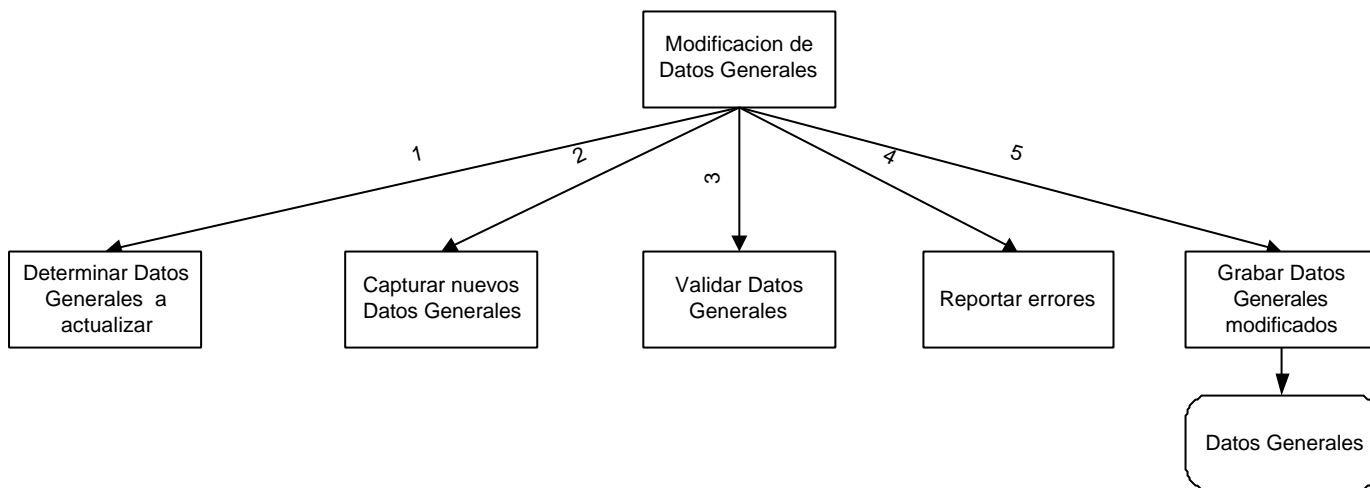 Modificacion de
Datos Generales
1
2
3
4
5
Determinar Datos
Generales a
actualizar
Capturar nuevos
Datos Generales
Validar Datos
Generales
Reportar errores
Grabar Datos
Generales
modificados
Datos Generales